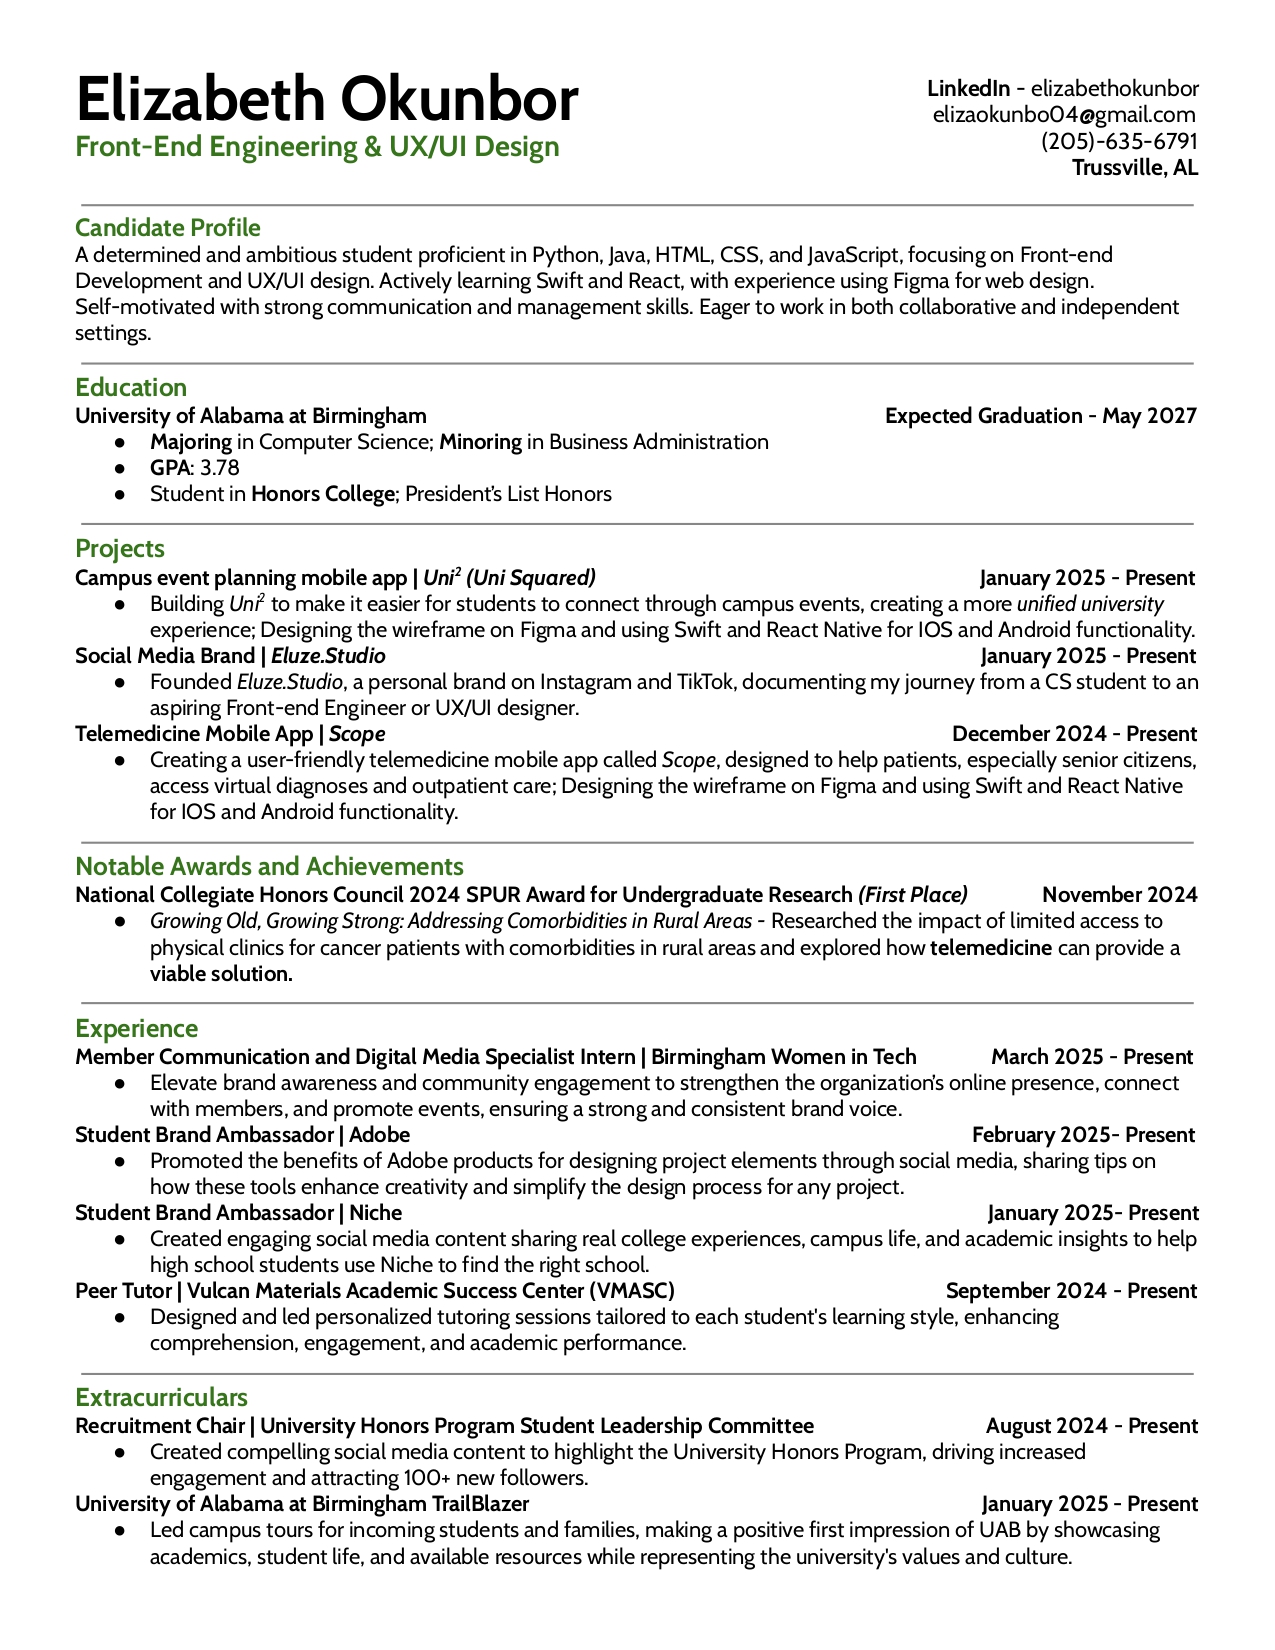 Elizabeth Okunbor
Front-End Engineering & UX/UI Design
LinkedIn - elizabethokunbor
elizaokunbo04@gmail.com
(205)-635-6791
Trussville, AL
Candidate Profile
A determined and ambitious student proficient in Python, Java, HTML, CSS, and JavaScript, focusing on Front-end
Development and UX/UI design. Actively learning Swift and React, with experience using Figma for web design.
Self-motivated with strong communication and management skills. Eager to work in both collaborative and independent
settings.
Education
University of Alabama at Birmingham Expected Graduation - May 2027
● Majoring in Computer Science; Minoring in Business Administration
● GPA: 3.78
● Student in Honors College; President's List Honors
Projects
Campus event planning mobile app | Uni² (Uni Squared) January 2025 - Present
● Building Uni² to make it easier for students to connect through campus events, creating a more unified university
experience; Designing the wireframe on Figma and using Swift and React Native for IOS and Android functionality.
Social Media Brand | Eluze.Studio January 2025 - Present
● Founded Eluze.Studio, a personal brand on Instagram and TikTok, documenting my journey from a CS student to an
aspiring Front-end Engineer or UX/UI designer.
Telemedicine Mobile App | Scope December 2024 - Present
● Creating a user-friendly telemedicine mobile app called Scope, designed to help patients, especially senior citizens,
access virtual diagnoses and outpatient care; Designing the wireframe on Figma and using Swift and React Native
for IOS and Android functionality.
Notable Awards and Achievements
National Collegiate Honors Council 2024 SPUR Award for Undergraduate Research (First Place) November 2024
● Growing Old, Growing Strong: Addressing Comorbidities in Rural Areas - Researched the impact of limited access to
physical clinics for cancer patients with comorbidities in rural areas and explored how telemedicine can provide a
viable solution.
Experience
Member Communication and Digital Media Specialist Intern | Birmingham Women in Tech March 2025 - Present
● Elevate brand awareness and community engagement to strengthen the organization's online presence, connect
with members, and promote events, ensuring a strong and consistent brand voice.
Student Brand Ambassador | Adobe February 2025- Present
● Promoted the benefits of Adobe products for designing project elements through social media, sharing tips on
how these tools enhance creativity and simplify the design process for any project.
Student Brand Ambassador | Niche January 2025- Present
● Created engaging social media content sharing real college experiences, campus life, and academic insights to help
high school students use Niche to find the right school.
Peer Tutor | Vulcan Materials Academic Success Center (VMASC) September 2024 - Present
● Designed and led personalized tutoring sessions tailored to each student's learning style, enhancing
comprehension, engagement, and academic performance.
Extracurriculars
Recruitment Chair | University Honors Program Student Leadership Committee August 2024 - Present
● Created compelling social media content to highlight the University Honors Program, driving increased
engagement and attracting 100+ new followers.
University of Alabama at Birmingham TrailBlazer January 2025 - Present
● Led campus tours for incoming students and families, making a positive first impression of UAB by showcasing
academics, student life, and available resources while representing the university's values and culture.